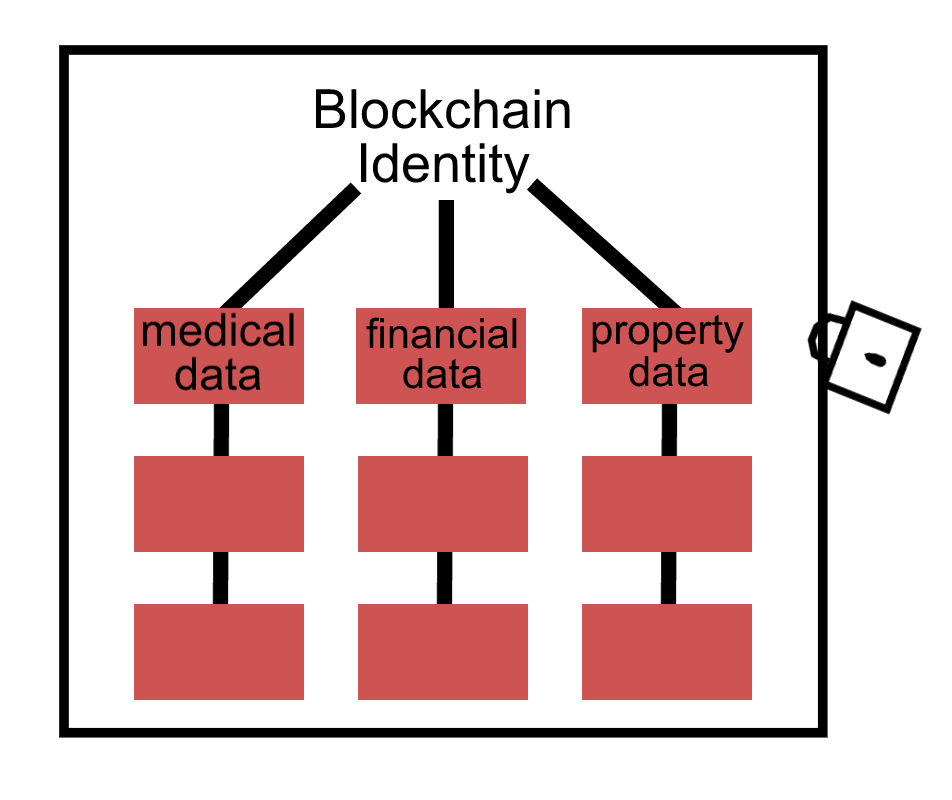 Blockchain
Identity
medical
data
financial
data
property
data